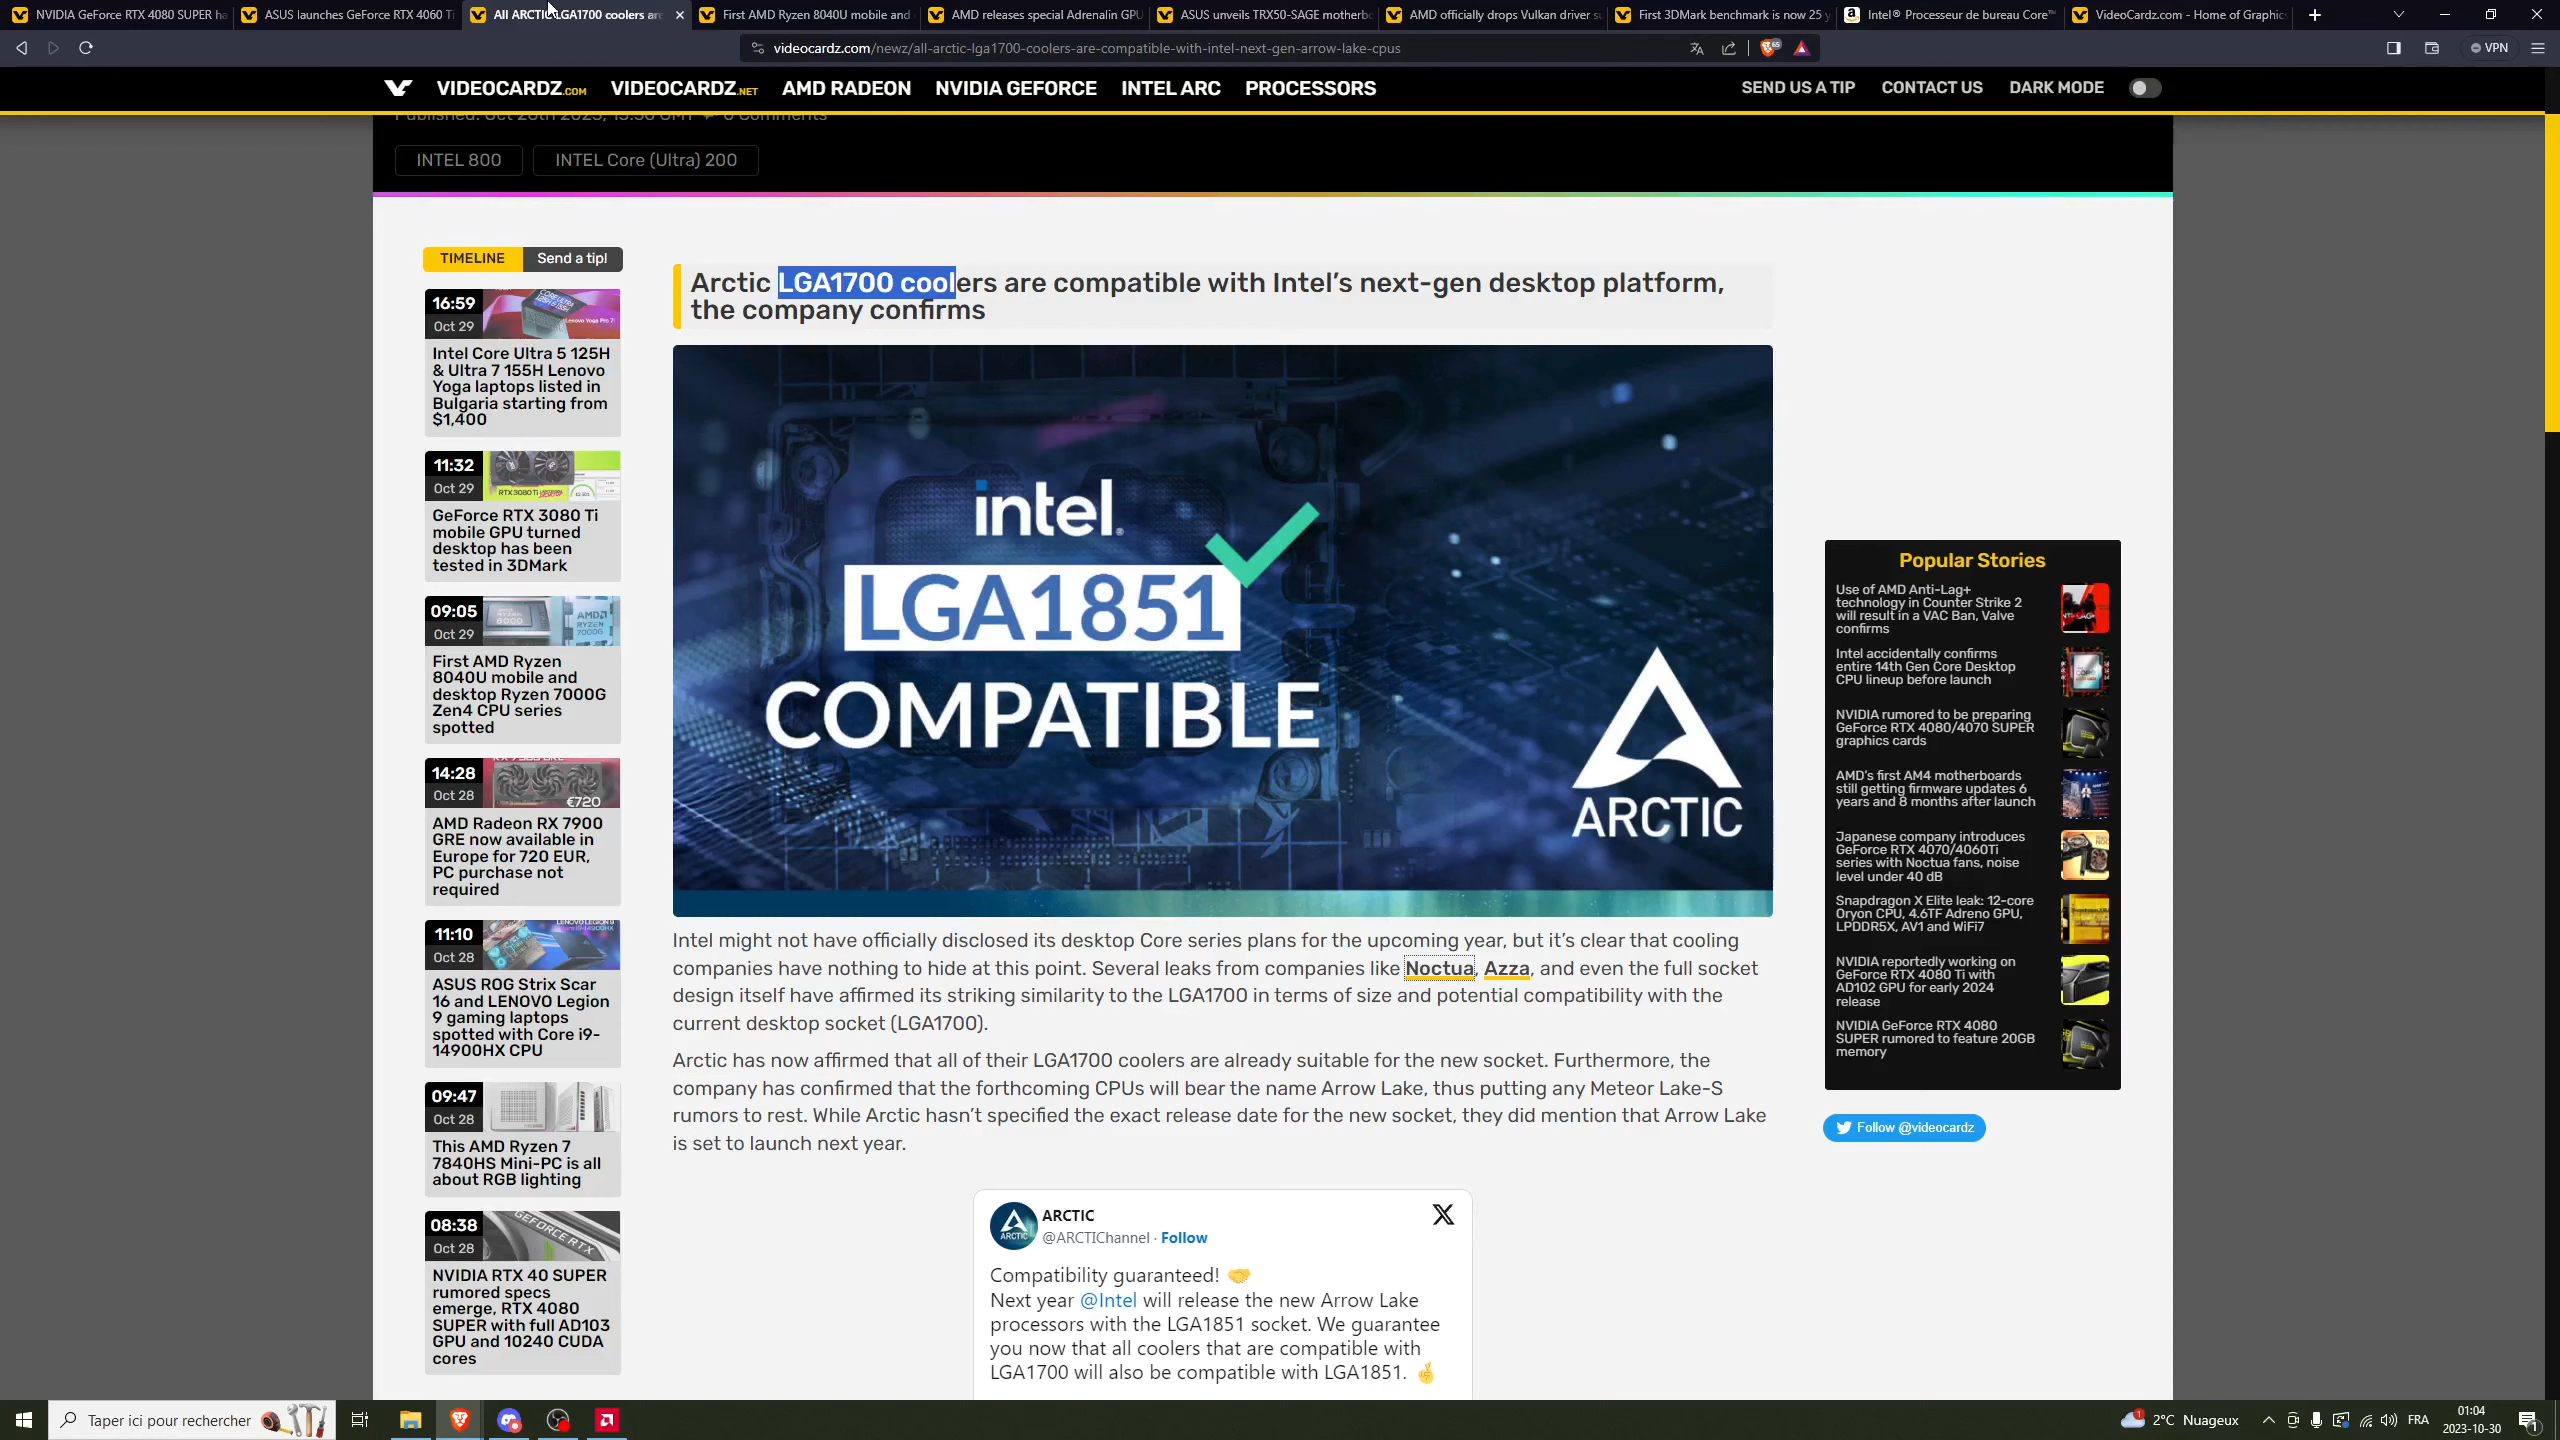 NVIDIA GeForce RTX 4080 SUPER ha
ASUS launches GeForce RTX 4060 Ti
All ARCTIC LGA1700 coolers are
First AMD Ryzen 8040U mobile and
AMD releases special Adrenalin GPU
ASUS unveils TRX50-SAGE motherbo
AMD officially drops Vulkan driver su
First 3DMark benchmark is now 25 y
Intel® Processeur de bureau Core™
VideoCardz.com - Home of Graphic
videocardz.com/newz/all-arctic-lga1700-coolers-are-compatible-with-intel-next-gen-arrow-lake-cpus
VPN
VIDEOCARDZ.COM
VIDEOCARDZ.NET
AMD RADEON
NVIDIA GEFORCE
INTEL ARC
PROCESSORS
SEND US A TIP
CONTACT US
DARK MODE
INTEL 800
INTEL Core (Ultra) 200
TIMELINE
Send a tip!
16:59
Oct 29
Intel Core Ultra 5 125H
& Ultra 7 155H Lenovo
Yoga laptops listed in
Bulgaria starting from
$1,400
11:32
Oct 29
GeForce RTX 3080 Ti
mobile GPU turned
desktop has been
tested in 3DMark
09:05
Oct 29
First AMD Ryzen
8040U mobile and
desktop Ryzen 7000G
Zen4 CPU series
spotted
14:28
Oct 28
€720
AMD Radeon RX 7900
GRE now available in
Europe for 720 EUR,
PC purchase not
required
11:10
Oct 28
ASUS ROG Strix Scar
16 and LENOVO Legion
9 gaming laptops
spotted with Core i9-
14900HX CPU
09:47
Oct 28
This AMD Ryzen 7
7840HS Mini-PC is all
about RGB lighting
08:38
Oct 28
GEFORCE RTX
NVIDIA RTX 40 SUPER
rumored specs
emerge, RTX 4080
SUPER with full AD103
GPU and 10240 CUDA
cores
Arctic LGA1700 coolers are compatible with Intel’s next-gen desktop platform,
the company confirms
intel
LGA1851
COMPATIBLE
ARCTIC
Intel might not have officially disclosed its desktop Core series plans for the upcoming year, but it’s clear that cooling
companies have nothing to hide at this point. Several leaks from companies like Noctua, Azza, and even the full socket
design itself have affirmed its striking similarity to the LGA1700 in terms of size and potential compatibility with the
current desktop socket (LGA1700).
Arctic has now affirmed that all of their LGA1700 coolers are already suitable for the new socket. Furthermore, the
company has confirmed that the forthcoming CPUs will bear the name Arrow Lake, thus putting any Meteor Lake-S
rumors to rest. While Arctic hasn’t specified the exact release date for the new socket, they did mention that Arrow Lake
is set to launch next year.
ARCTIC
@ARCTIChannel · Follow
Compatibility guaranteed! 🤝
Next year @Intel will release the new Arrow Lake
processors with the LGA1851 socket. We guarantee
you now that all coolers that are compatible with
LGA1700 will also be compatible with LGA1851. 🤞
Popular Stories
Use of AMD Anti-Lag+
technology in Counter Strike 2
will result in a VAC Ban, Valve
confirms
Intel accidentally confirms
entire 14th Gen Core Desktop
CPU lineup before launch
NVIDIA rumored to be preparing
GeForce RTX 4080/4070 SUPER
graphics cards
AMD’s first AM4 motherboards
still getting firmware updates 6
years and 8 months after launch
Japanese company introduces
GeForce RTX 4070/4060Ti
series with Noctua fans, noise
level under 40 dB
Snapdragon X Elite leak: 12-core
Oryon CPU, 4.6TF Adreno GPU,
LPDDR5X, AV1 and WiFi7
NVIDIA reportedly working on
GeForce RTX 4080 Ti with
AD102 GPU for early 2024
release
NVIDIA GeForce RTX 4080
SUPER rumored to feature 20GB
memory
Follow @videocardz
Taper ici pour rechercher
2°C Nuageux
FRA
01:04
2023-10-30